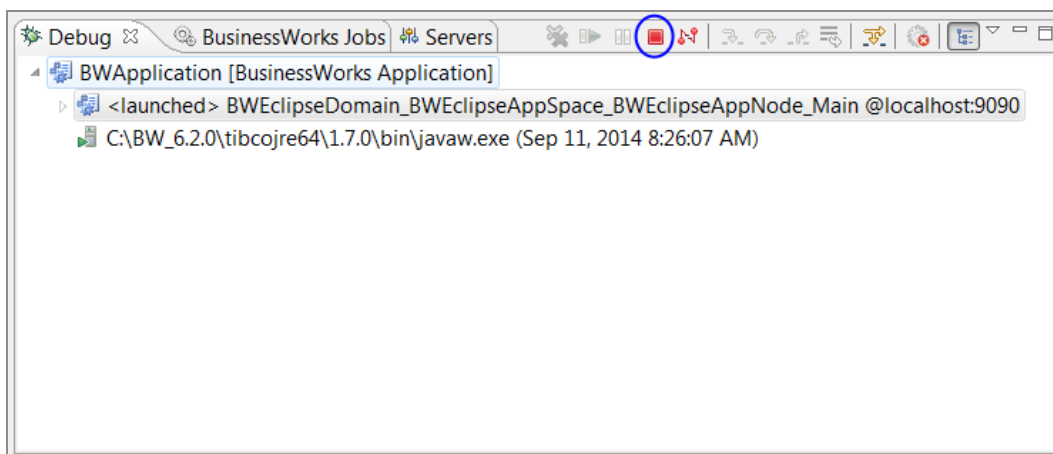 Debug BusinessWorks Jobs Servers
BWApplication [BusinessWorks Application]
<launched> BWEclipseDomain_BWEclipseAppSpace_BWEclipseAppNode_Main @localhost:9090
C:\BW_6.2.0\tibcojre64\1.7.0\bin\javaw.exe (Sep 11, 2014 8:26:07 AM)